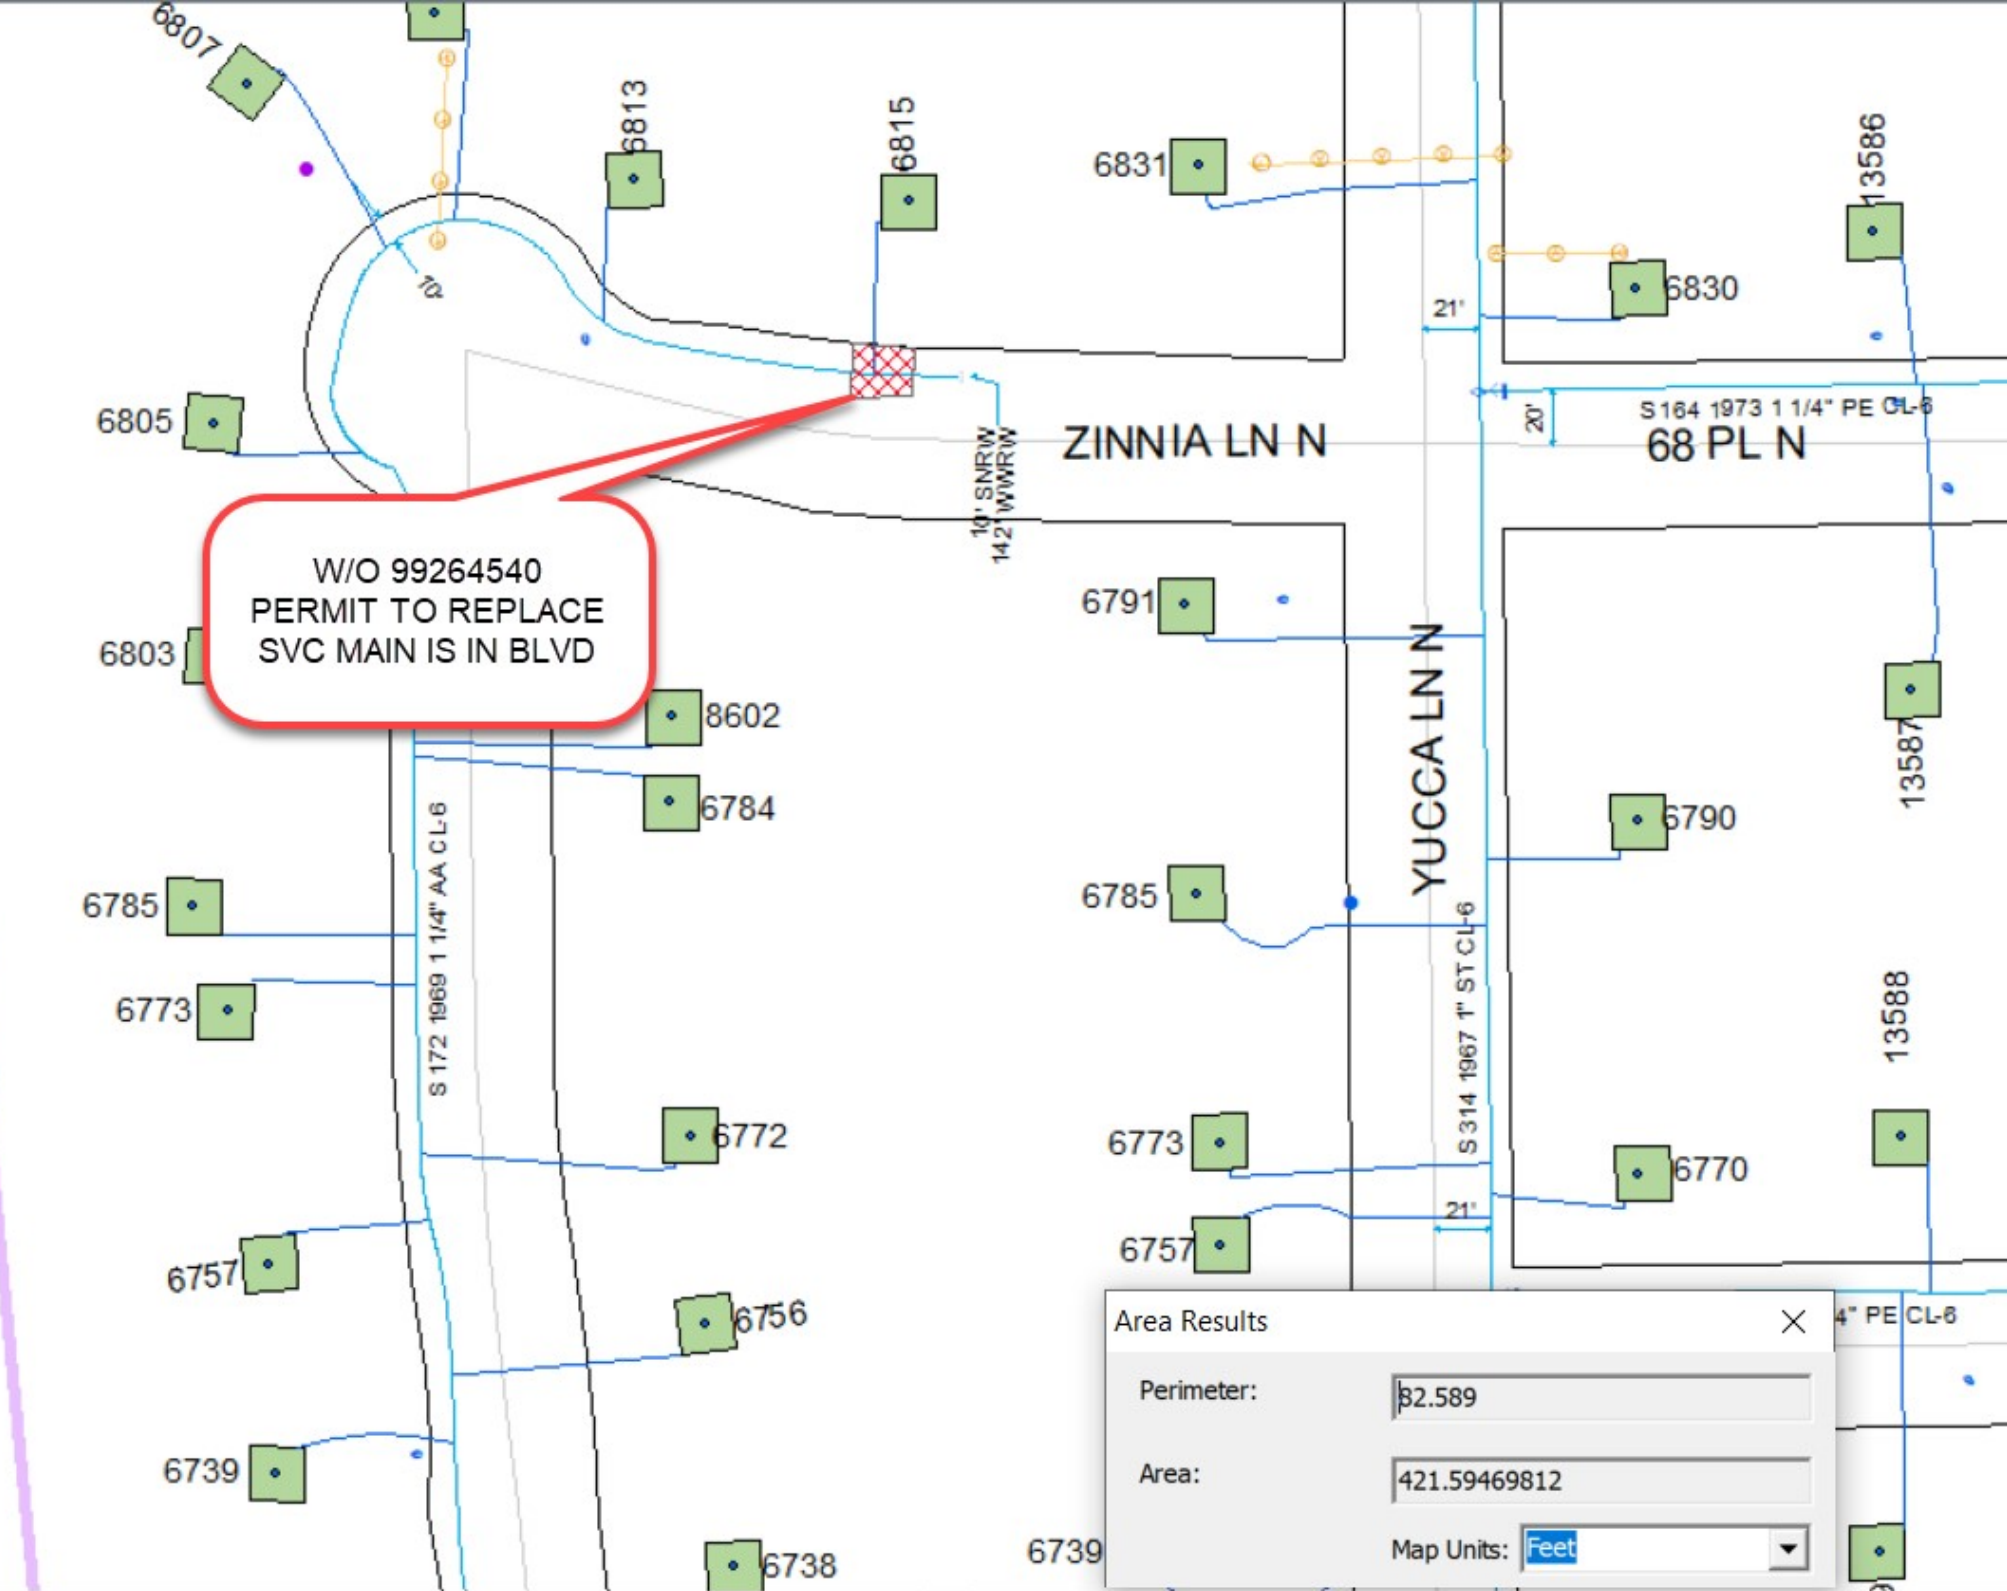 6807
6813
6815
6831
13586
6830
21'
10'
6805
20'
S 164 1973 1 1/4" PE CL-6
ZINNIA LN N
68 PL N
10' SNRW
142' WWRW
W/O 99264540
PERMIT TO REPLACE
SVC MAIN IS IN BLVD
6791
6803
8602
YUCCA LN N
13587
6784
6790
S 172 1969 1 1/4" AA CL-6
6785
6785
S 314 1967 1" ST CL-6
6773
13588
6772
6773
6770
21'
6757
6757
6756
Area Results
4" PE CL-6
Perimeter:
82.589
Area:
421.59469812
6739
6739
Map Units:
Feet
6738